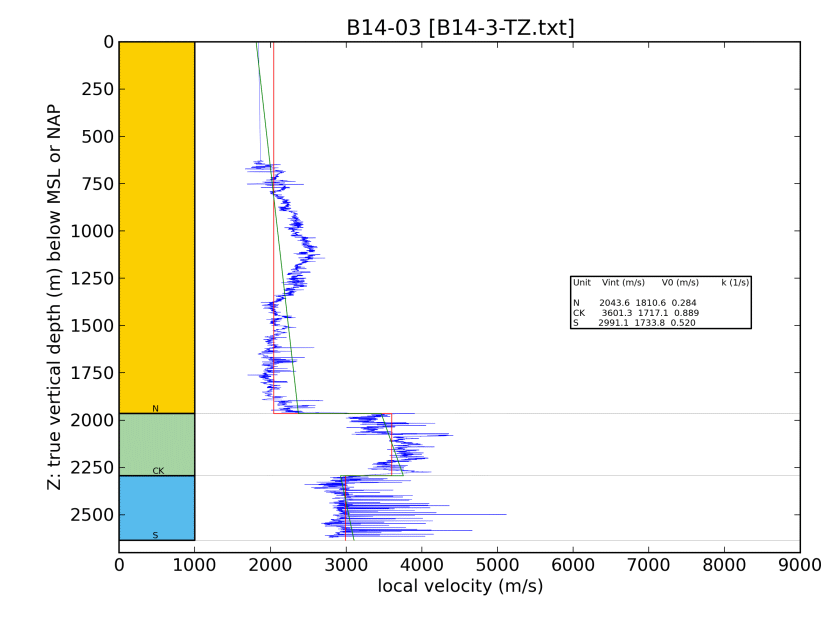 B14-03 [B14-3-TZ.txt]
0
250
500
750
1000
1250
1500
1750
2000
2250
2500
Z: true vertical depth (m) below MSL or NAP
N
CK
S
Unit Vint (m/s) V0 (m/s) k (1/s)
N 2043.6 1810.6 0.284
CK 3601.3 1717.1 0.889
S 2991.1 1733.8 0.520
0 1000 2000 3000 4000 5000 6000 7000 8000 9000
local velocity (m/s)